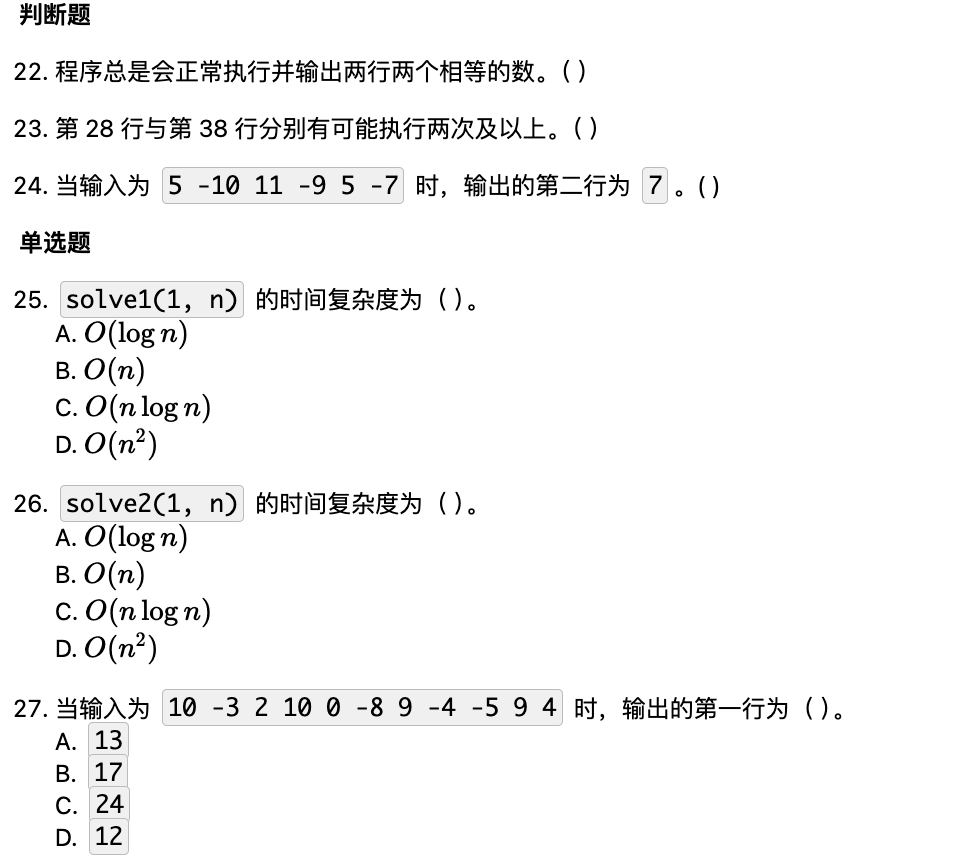 判断题
22. 程序总是会正常执行并输出两行两个相等的数。( )
23. 第 28 行与第 38 行分别有可能执行两次及以上。( )
24. 当输入为 5 -10 11 -9 5 -7 时，输出的第二行为 7 。( )
单选题
25. solve1(1, n) 的时间复杂度为（ ）。
A. O(log n)
B. O(n)
C. O(n log n)
D. O(n²)
26. solve2(1, n) 的时间复杂度为（ ）。
A. O(log n)
B. O(n)
C. O(n log n)
D. O(n²)
27. 当输入为 10 -3 2 10 0 -8 9 -4 -5 9 4 时，输出的第一行为（ ）。
A. 13
B. 17
C. 24
D. 12